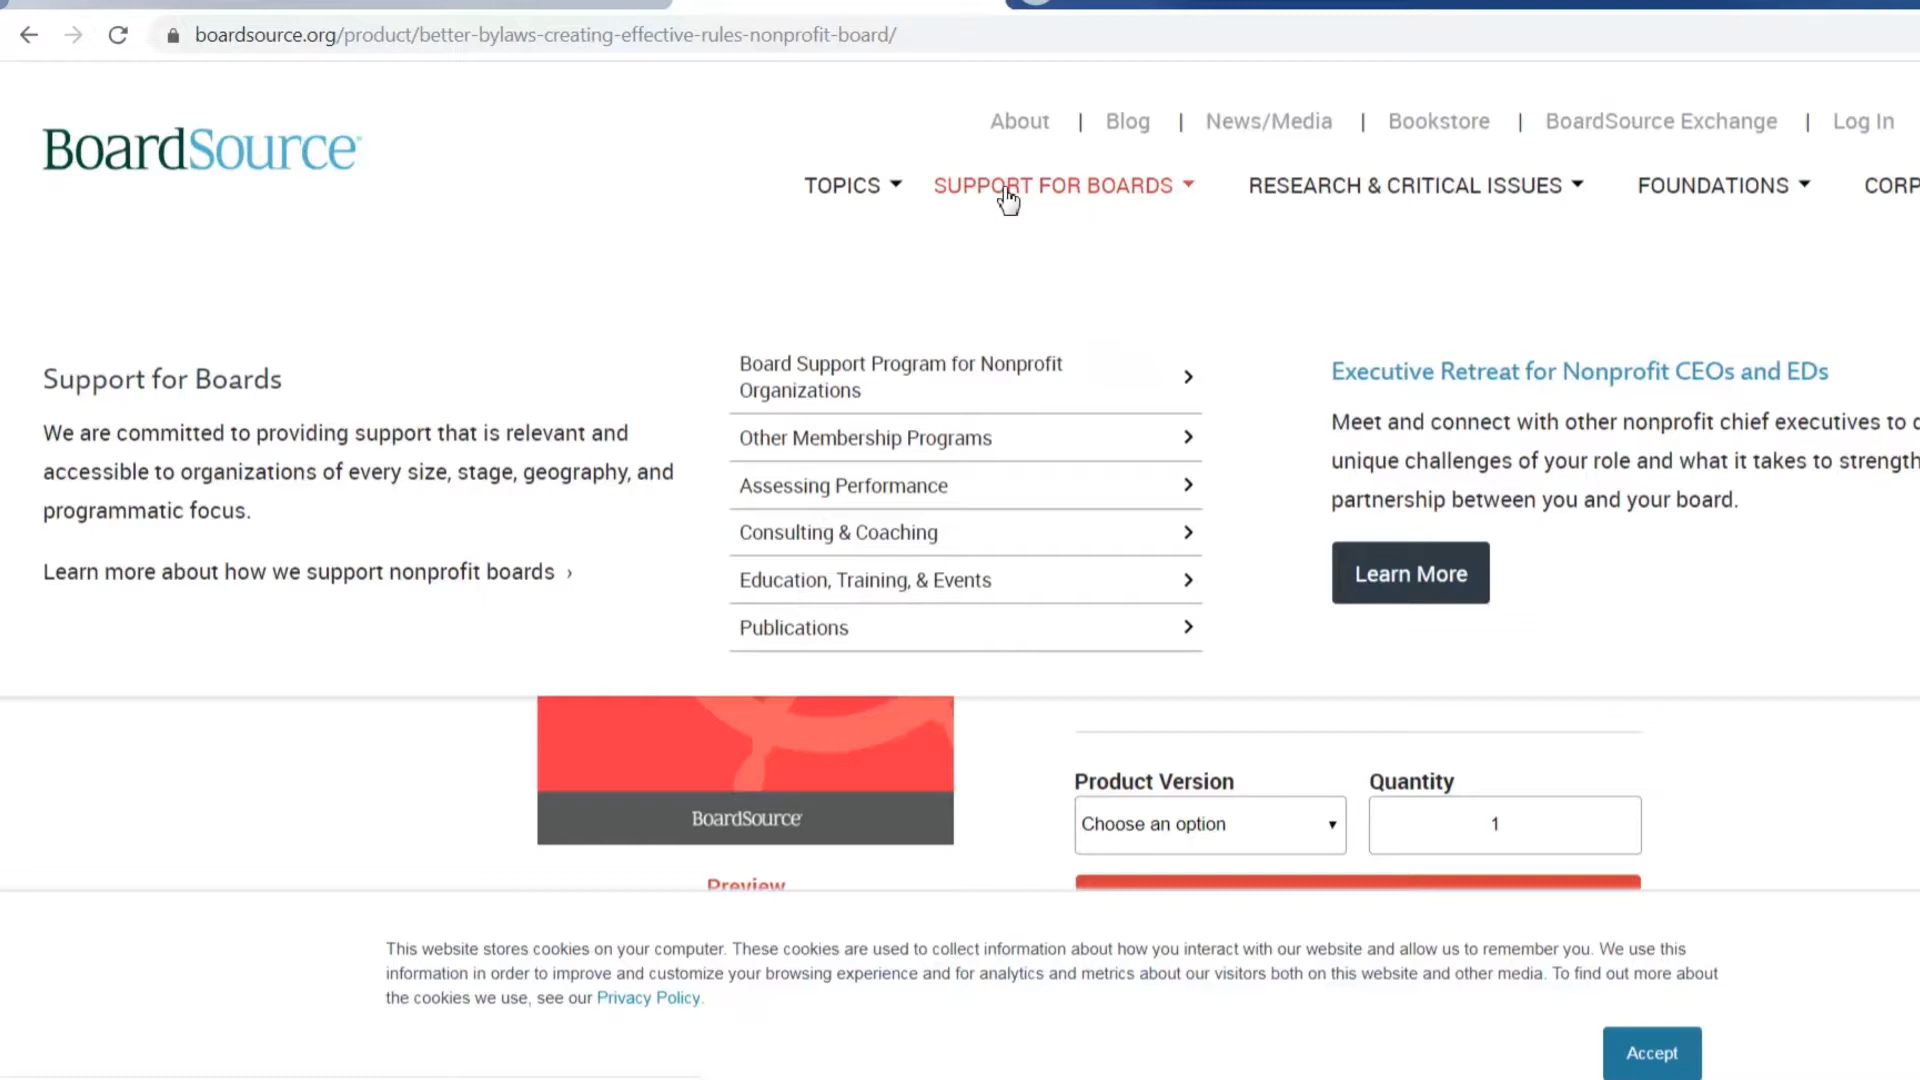 boardsource.org/product/better-bylaws-creating-effective-rules-nonprofit-board/
About | Blog | News/Media | Bookstore | BoardSource Exchange | Log In
BoardSource
TOPICS SUPPORT FOR BOARDS RESEARCH & CRITICAL ISSUES FOUNDATIONS CORP
Support for Boards
We are committed to providing support that is relevant and
accessible to organizations of every size, stage, geography, and
programmatic focus.
Learn more about how we support nonprofit boards ›
Board Support Program for Nonprofit
Organizations
Other Membership Programs
Assessing Performance
Consulting & Coaching
Education, Training, & Events
Publications
Executive Retreat for Nonprofit CEOs and EDs
Meet and connect with other nonprofit chief executives to
unique challenges of your role and what it takes to strength
partnership between you and your board.
Learn More
BoardSource
Preview
Product Version
Choose an option
Quantity
1
This website stores cookies on your computer. These cookies are used to collect information about how you interact with our website and allow us to remember you. We use this
information in order to improve and customize your browsing experience and for analytics and metrics about our visitors both on this website and other media. To find out more about
the cookies we use, see our Privacy Policy.
Accept